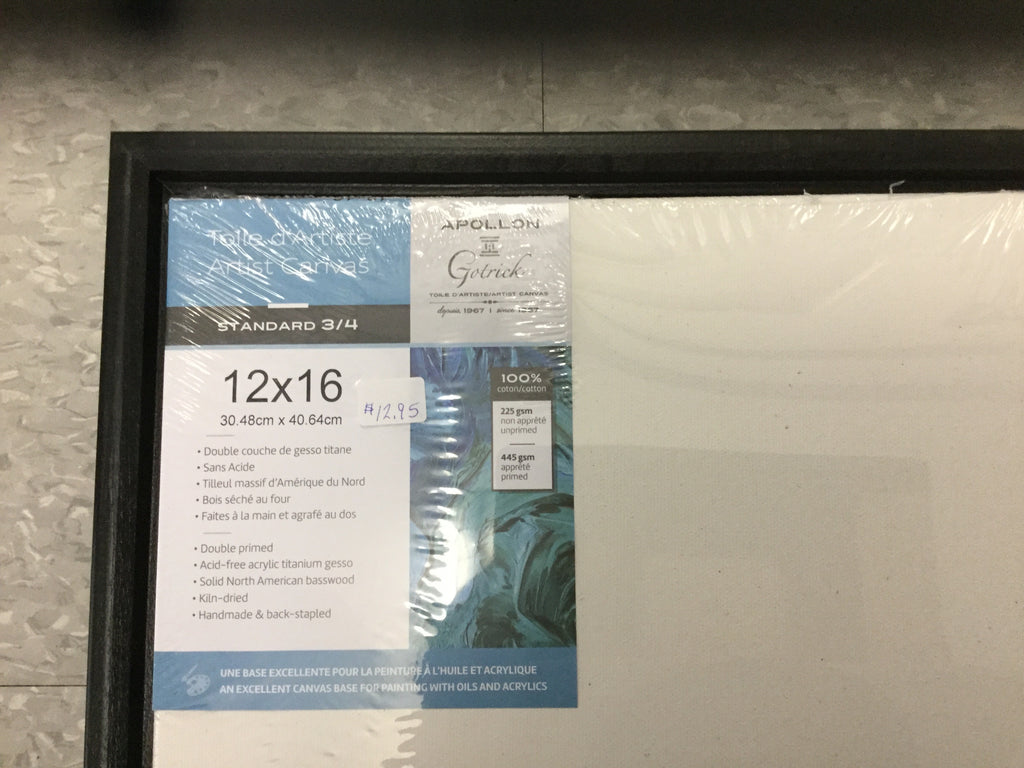 Toile d'Artiste
Artist Canvas
STANDARD 3/4
APOLLON
Gotrick
TOILE D'ARTISTE/ARTIST CANVAS
depuis 1967 | since 1967
12x16
30.48cm x 40.64cm
$12.95
• Double couche de gesso titane
• Sans Acide
• Tilleul massif d'Amérique du Nord
• Bois séché au four
• Faites à la main et agrafé au dos
• Double primed
• Acid-free acrylic titanium gesso
• Solid North American basswood
• Kiln-dried
• Handmade & back-stapled
100%
coton/cotton
225 gsm
non apprêté
unprimed
445 gsm
apprêté
primed
UNE BASE EXCELLENTE POUR LA PEINTURE À L'HUILE ET ACRYLIQUE
AN EXCELLENT CANVAS BASE FOR PAINTING WITH OILS AND ACRYLICS